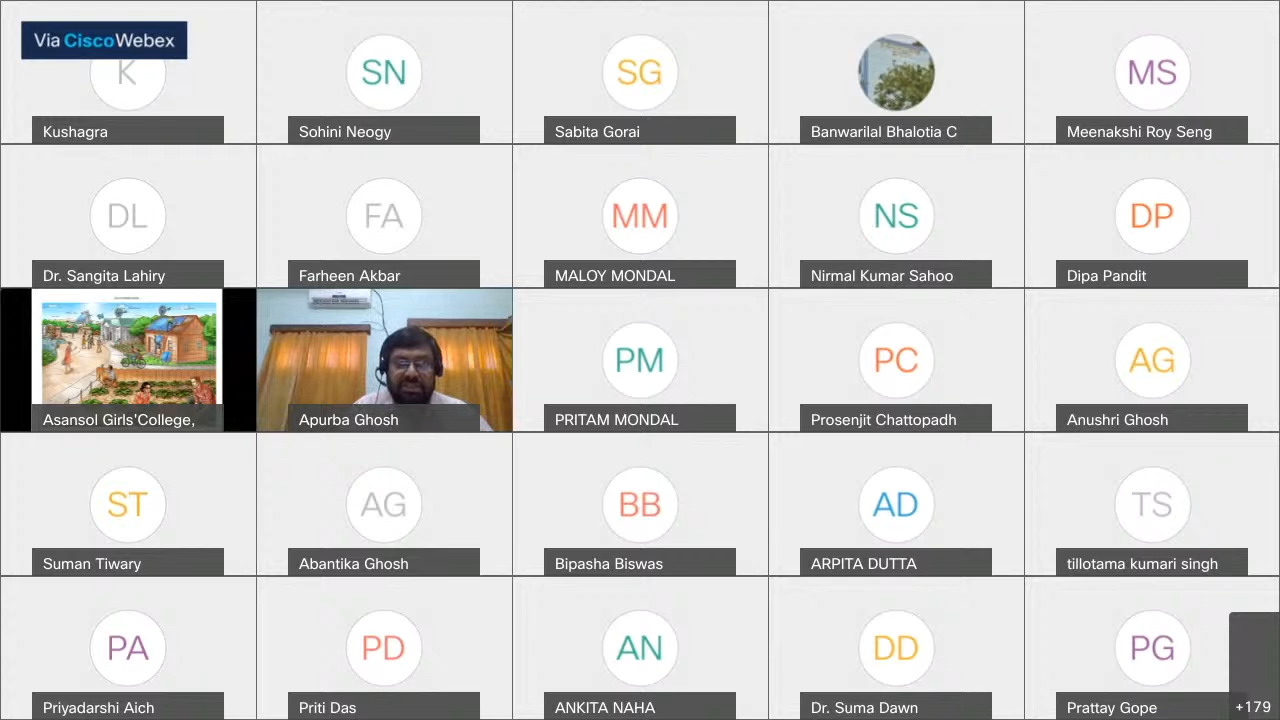 Via Cisco Webex
K
Kushagra
SN
Sohini Neogy
SG
Sabita Gorai
Banwarilal Bhalotia C
MS
Meenakshi Roy Seng
DL
Dr. Sangita Lahiry
FA
Farheen Akbar
MM
MALOY MONDAL
NS
Nirmal Kumar Sahoo
DP
Dipa Pandit
Asansol Girls'College,
Apurba Ghosh
PM
PRITAM MONDAL
PC
Prosenjit Chattopadh
AG
Anushri Ghosh
ST
Suman Tiwary
AG
Abantika Ghosh
BB
Bipasha Biswas
AD
ARPITA DUTTA
TS
tillotama kumari singh
PA
Priyadarshi Aich
PD
Priti Das
AN
ANKITA NAHA
DD
Dr. Suma Dawn
PG
Prattay Gope
+179